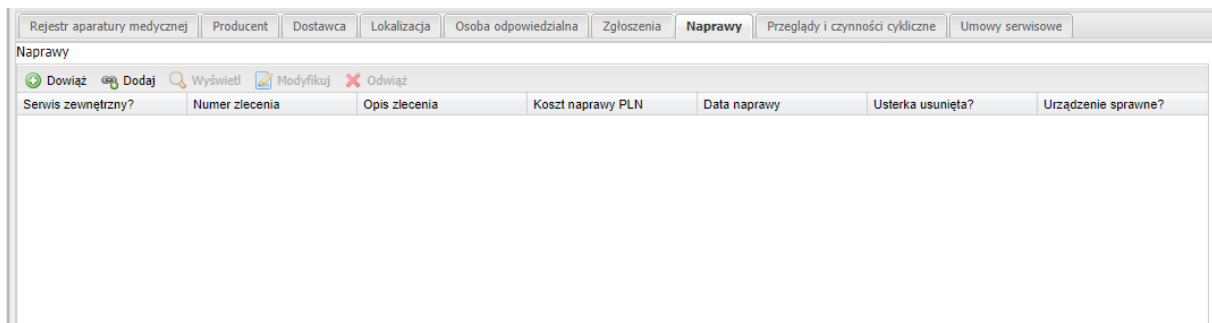 Rejestr aparatury medycznej Producent Dostawca Lokalizacja Osoba odpowiedzialna Zgłoszenia Naprawy Przeglądy i czynności cykliczne Umowy serwisowe
Naprawy
Dowiąż Dodaj Wyświetl Modyfikuj Odwiąż
Serwis zewnętrzny? Numer zlecenia Opis zlecenia Koszt naprawy PLN Data naprawy Usterka usunięta? Urządzenie sprawne?